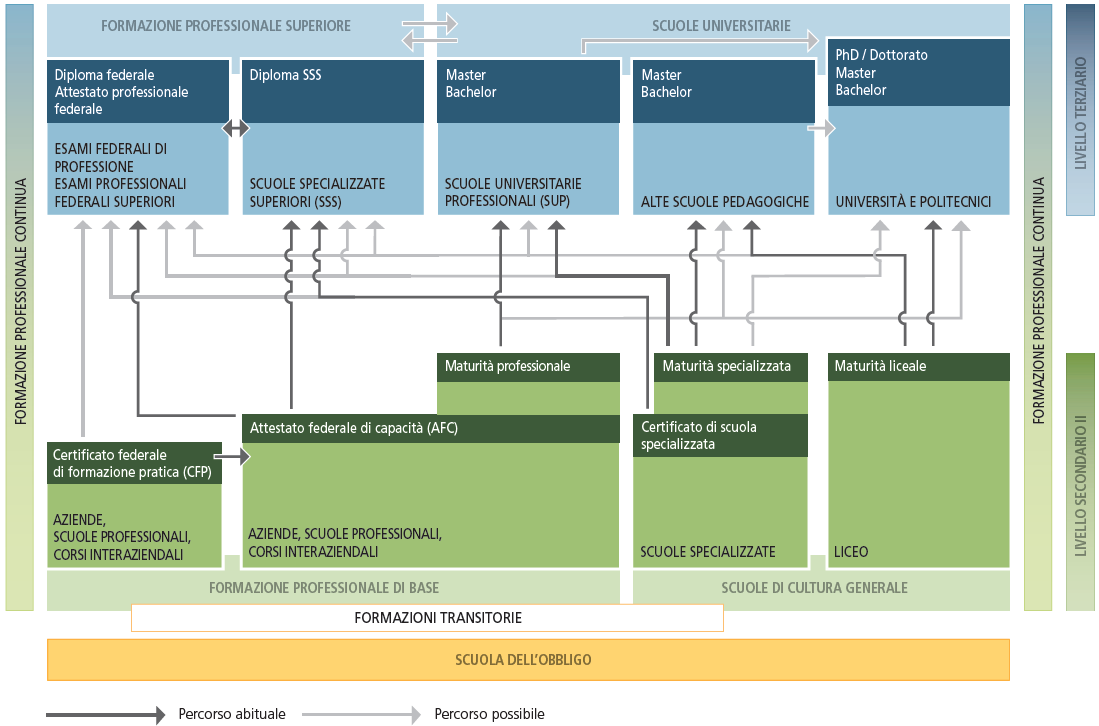 FORMAZIONE PROFESSIONALE SUPERIORE
SCUOLE UNIVERSITARIE
Diploma federale
Attestato professionale
federale
Diploma SSS
Master
Bachelor
Master
Bachelor
PhD / Dottorato
Master
Bachelor
ESAMI FEDERALI DI
PROFESSIONE
ESAMI PROFESSIONALI
FEDERALI SUPERIORI
SCUOLE SPECIALIZZATE
SUPERIORI (SSS)
SCUOLE UNIVERSITARIE
PROFESSIONALI (SUP)
ALTE SCUOLE PEDAGOGICHE
UNIVERSITÀ E POLITECNICI
FORMAZIONE PROFESSIONALE CONTINUA
FORMAZIONE PROFESSIONALE CONTINUA
LIVELLO TERZIARIO
LIVELLO SECONDARIO II
Maturità professionale
Maturità specializzata
Maturità liceale
Attestato federale di capacità (AFC)
Certificato di scuola
specializzata
Certificato federale
di formazione pratica (CFP)
AZIENDE,
SCUOLE PROFESSIONALI,
CORSI INTERAZIENDALI
AZIENDE, SCUOLE PROFESSIONALI,
CORSI INTERAZIENDALI
SCUOLE SPECIALIZZATE
LICEO
FORMAZIONE PROFESSIONALE DI BASE
SCUOLE DI CULTURA GENERALE
FORMAZIONI TRANSITORIE
SCUOLA DELL'OBBLIGO
Percorso abituale
Percorso possibile